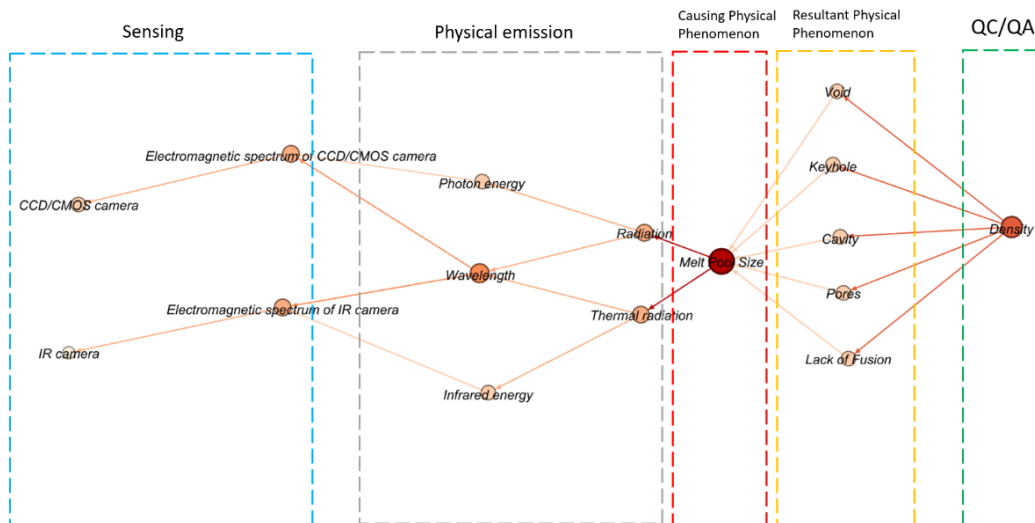 Sensing
Physical emission
Causing Physical
Phenomenon
Resultant Physical
Phenomenon
QC/QA
Void
Electromagnetic spectrum of CCD/CMOS camera
Keyhole
Photon energy
CCD/CMOS camera
Radiation
Cavity
Density
Melt Pool Size
Wavelength
Pores
Electromagnetic spectrum of IR camera
Thermal radiation
IR camera
Lack of Fusion
Infrared energy